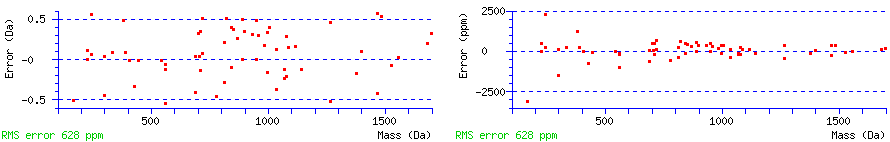 0.5
-0
-0.5
Error (Da)
500
1000
1500
RMS error 628 ppm
Mass (Da)
2500
0
-2500
Error (ppm)
500
1000
1500
RMS error 628 ppm
Mass (Da)